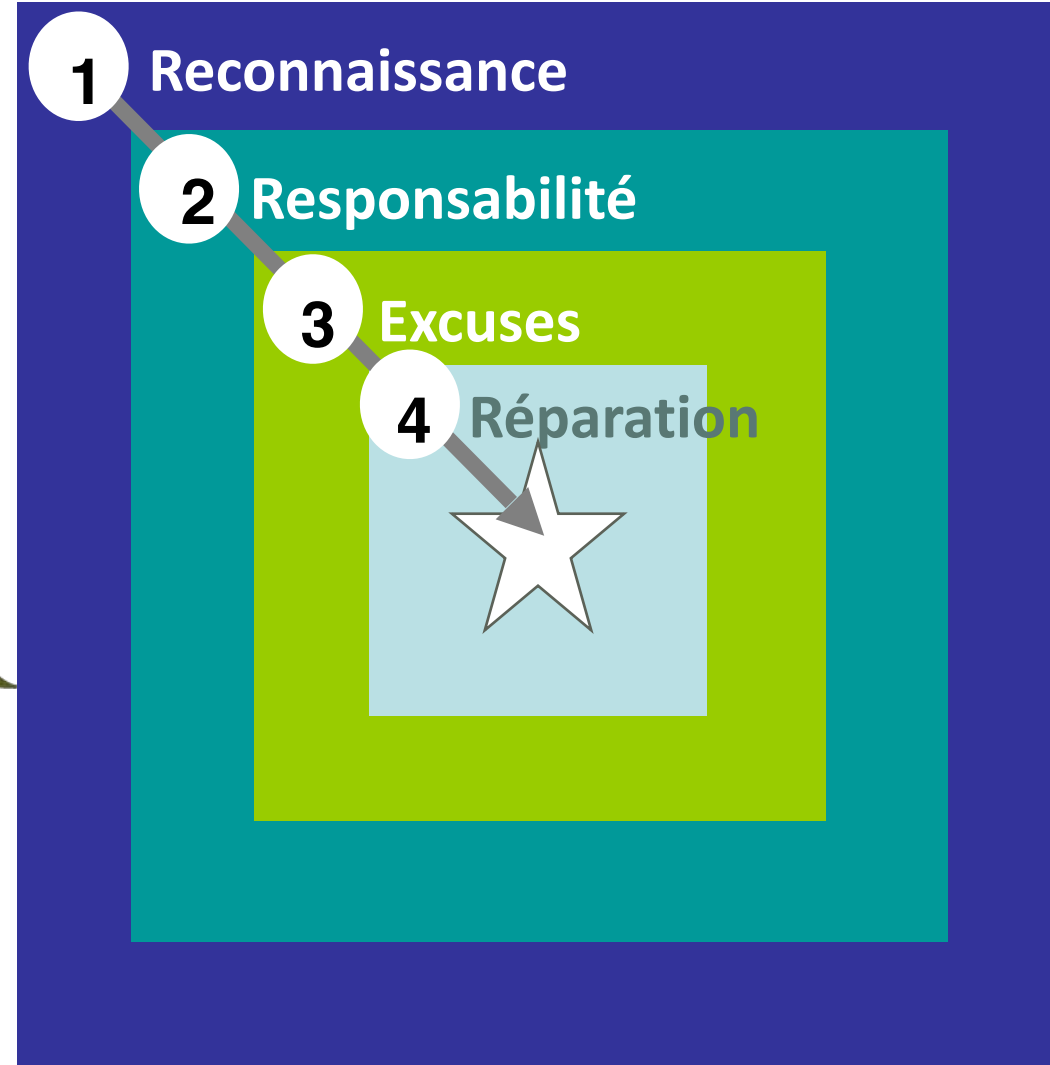 1 Reconnaissance
2 Responsabilité
3 Excuses
4 Réparation